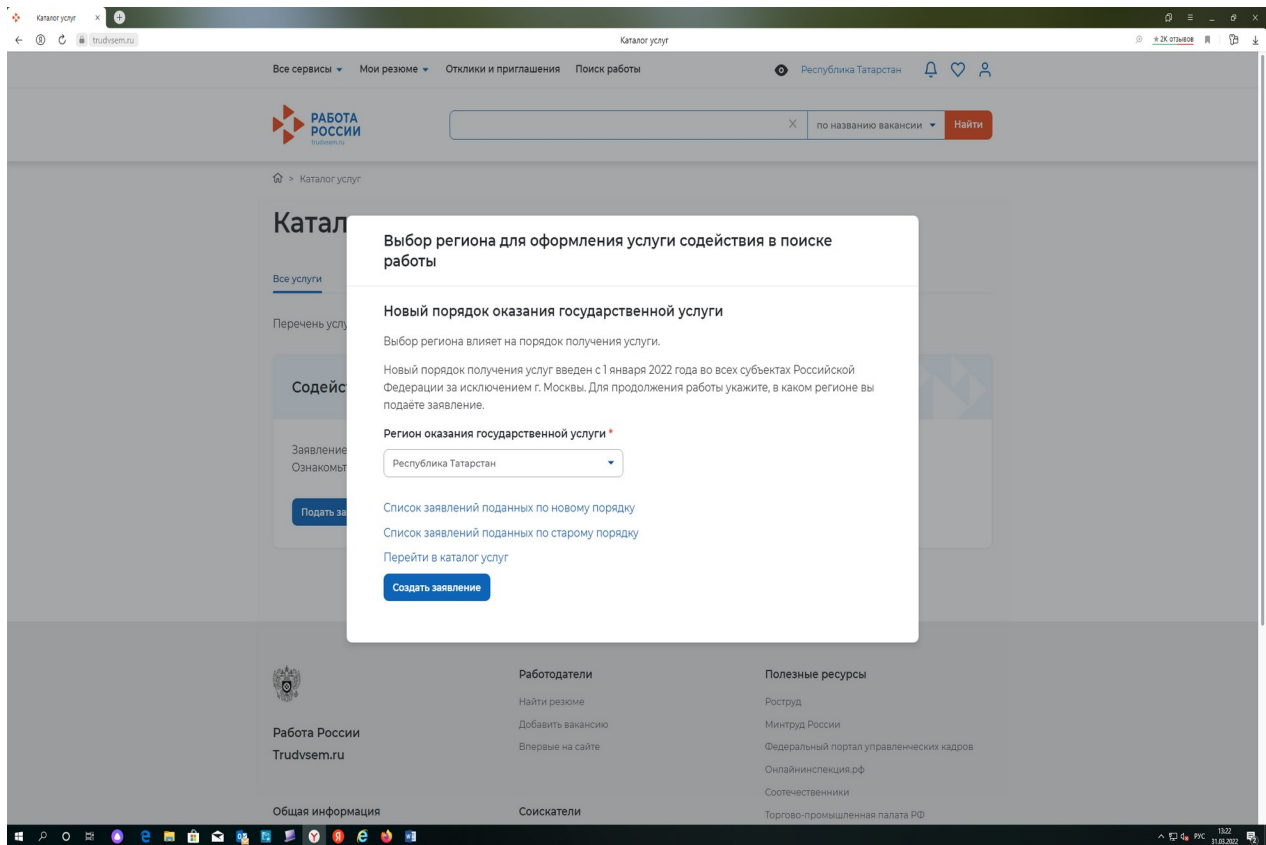 Каталог услуг
trudvsem.ru
Каталог услуг
★ 2К отзывов
Все сервисы
Мои резюме
Отклики и приглашения
Поиск работы
Республика Татарстан
РАБОТА
РОССИИ
trudvsem.ru
по названию вакансии
Найти
> Каталог услуг
Катал
Все услуги
Перечень услу
Содейс
Заявление
Ознакомьт
Подать за
Выбор региона для оформления услуги содействия в поиске
работы
Новый порядок оказания государственной услуги
Выбор региона влияет на порядок получения услуги.
Новый порядок получения услуг введен с 1 января 2022 года во всех субъектах Российской
Федерации за исключением г. Москвы. Для продолжения работы укажите, в каком регионе вы
подаёте заявление.
Регион оказания государственной услуги *
Республика Татарстан
Список заявлений поданных по новому порядку
Список заявлений поданных по старому порядку
Перейти в каталог услуг
Создать заявление
Работа России
Trudvsem.ru
Общая информация
Работодатели
Найти резюме
Добавить вакансию
Впервые на сайте
Соискатели
Полезные ресурсы
Роструд
Минтруд России
Федеральный портал управленческих кадров
Онлайнинспекция.рф
Соотечественники
Торгово-промышленная палата РФ
РУС
13:22
31.03.2022